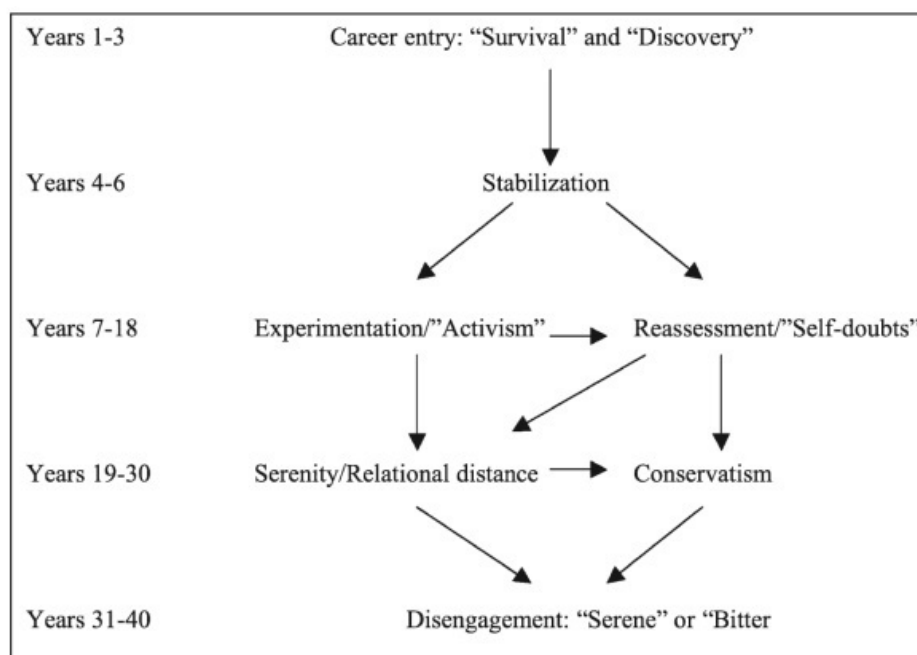 Years 1-3 Career entry: “Survival” and “Discovery”
Years 4-6 Stabilization
Years 7-18 Experimentation/”Activism” Reassessment/”Self-doubts”
Years 19-30 Serenity/Relational distance Conservatism
Years 31-40 Disengagement: “Serene” or “Bitter